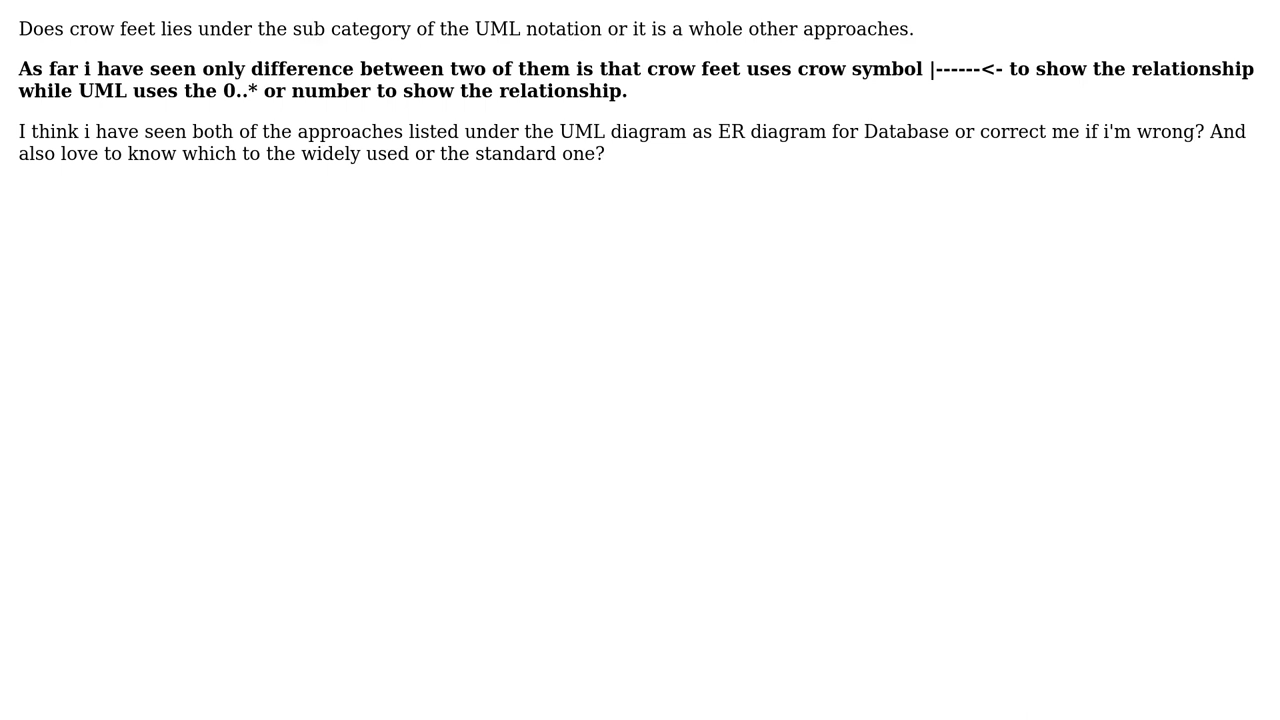 Does crow feet lies under the sub category of the UML notation or it is a whole other approaches.
As far i have seen only difference between two of them is that crow feet uses crow symbol |------<- to show the relationship
while UML uses the 0..* or number to show the relationship.
I think i have seen both of the approaches listed under the UML diagram as ER diagram for Database or correct me if i'm wrong? And
also love to know which to the widely used or the standard one?